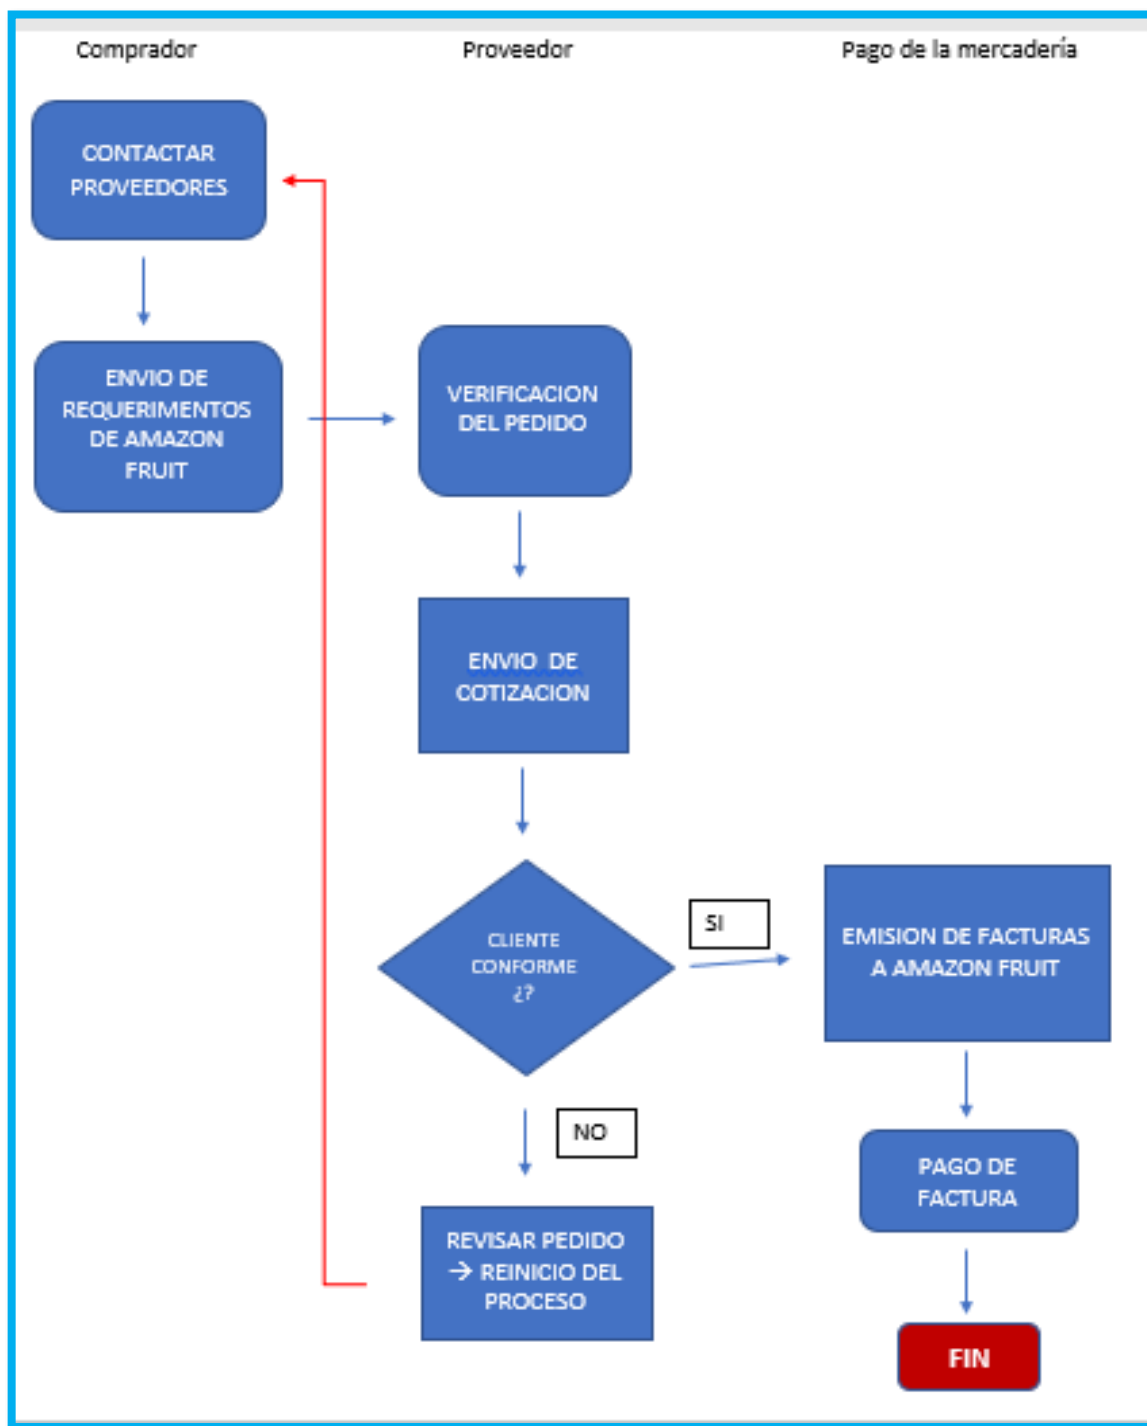 Comprador
Proveedor
Pago de la mercadería
CONTACTAR
PROVEEDORES
ENVIO DE
REQUERIMENTOS
DE AMAZON
FRUIT
VERIFICACION
DEL PEDIDO
ENVIO DE
COTIZACION
CLIENTE
CONFORME
¿?
SI
EMISION DE FACTURAS
A AMAZON FRUIT
NO
PAGO DE
FACTURA
REVISAR PEDIDO
→ REINICIO DEL
PROCESO
FIN